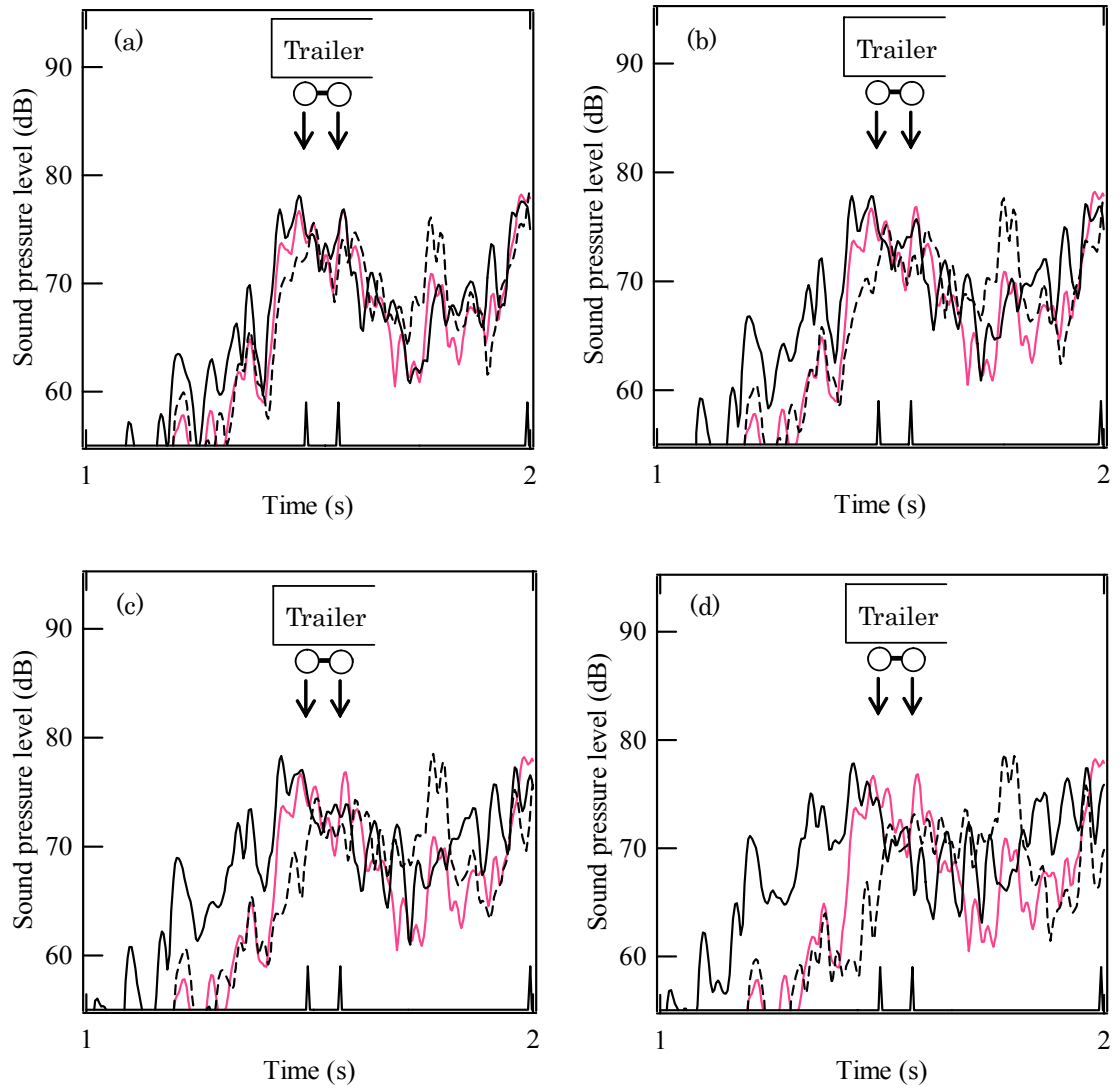 (a)
Trailer
Sound pressure level (dB)
90
80
70
60
1
2
Time (s)
(b)
Trailer
Sound pressure level (dB)
90
80
70
60
1
2
Time (s)
(c)
Trailer
Sound pressure level (dB)
90
80
70
60
1
2
Time (s)
(d)
Trailer
Sound pressure level (dB)
90
80
70
60
1
2
Time (s)